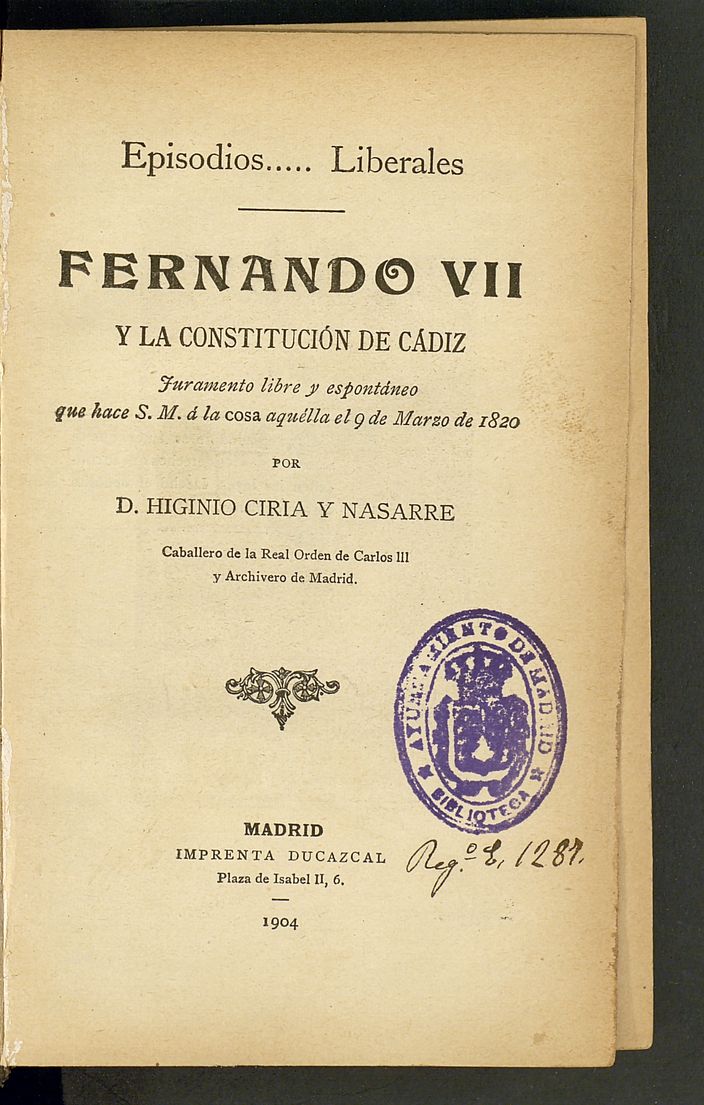 Episodios..... Liberales
FERNANDO VII
Y LA CONSTITUCIÓN DE CÁDIZ
Juramento libre y espontáneo
que hace S. M. á la cosa aquélla el 9 de Marzo de 1820
POR
D. HIGINIO CIRIA Y NASARRE
Caballero de la Real Orden de Carlos III
y Archivero de Madrid.
AYUNTAMIENTO DE MADRID
BIBLIOTECA
MADRID
IMPRENTA DUCAZCAL
Plaza de Isabel II, 6.
1904
Reg.º E, 1287.